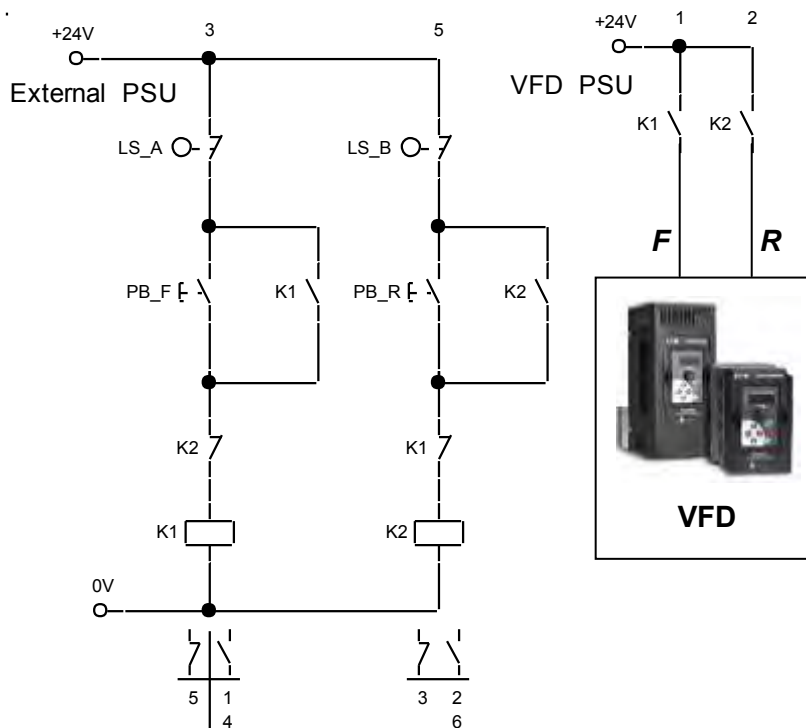 +24V 3 5
External PSU
LS_A LS_B
PB_F K1 PB_R K2
K2 K1
K1 K2
0V
5 1 3 2
4 6
+24V 1 2
VFD PSU
K1 K2
F R
VFD